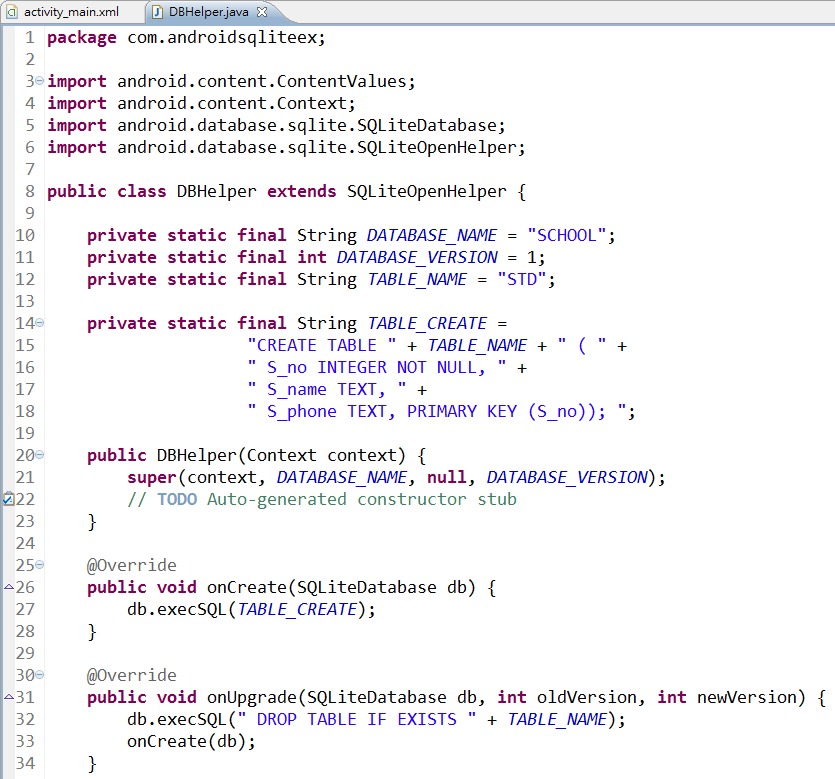 activity_main.xml DBHelper.java
1 package com.androidsqliteex;
2
3 import android.content.ContentValues;
4 import android.content.Context;
5 import android.database.sqlite.SQLiteDatabase;
6 import android.database.sqlite.SQLiteOpenHelper;
7
8 public class DBHelper extends SQLiteOpenHelper {
9
10     private static final String DATABASE_NAME = "SCHOOL";
11     private static final int DATABASE_VERSION = 1;
12     private static final String TABLE_NAME = "STD";
13
14     private static final String TABLE_CREATE =
15                     "CREATE TABLE " + TABLE_NAME + " ( " +
16                     " S_no INTEGER NOT NULL, " +
17                     " S_name TEXT, " +
18                     " S_phone TEXT, PRIMARY KEY (S_no)); ";
19
20     public DBHelper(Context context) {
21         super(context, DATABASE_NAME, null, DATABASE_VERSION);
22         // TODO Auto-generated constructor stub
23     }
24
25     @Override
26     public void onCreate(SQLiteDatabase db) {
27         db.execSQL(TABLE_CREATE);
28     }
29
30     @Override
31     public void onUpgrade(SQLiteDatabase db, int oldVersion, int newVersion) {
32         db.execSQL(" DROP TABLE IF EXISTS " + TABLE_NAME);
33         onCreate(db);
34     }